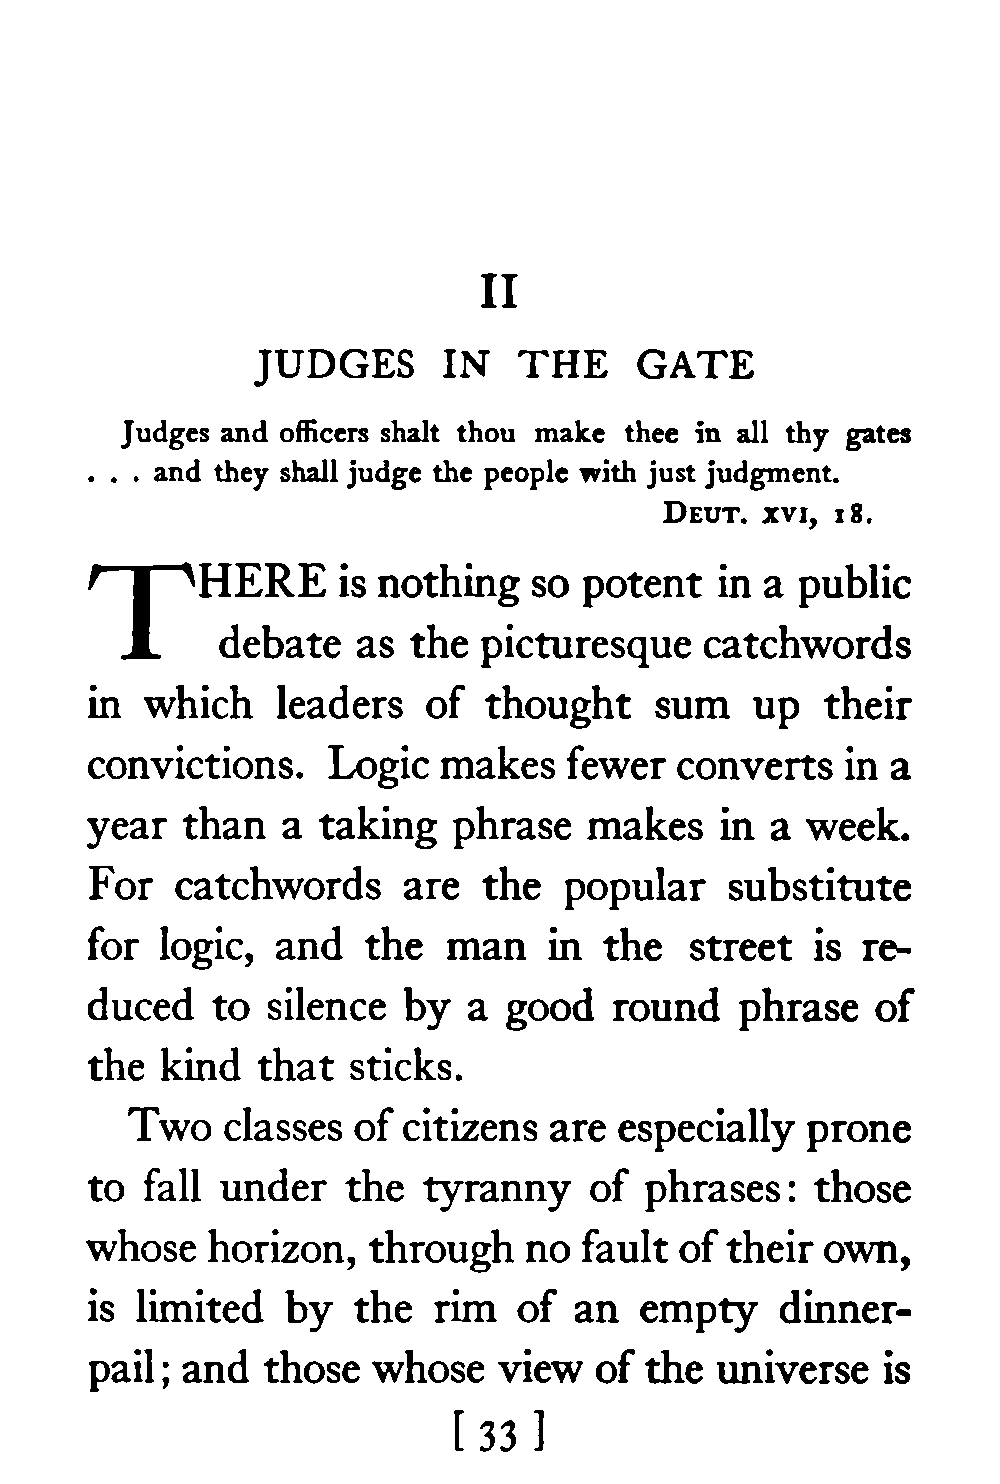 II
JUDGES IN THE GATE
Judges and officers shalt thou make thee in all thy gates
. . . and they shall judge the people with just judgment.
DEUT. XVI, 18.
THERE is nothing so potent in a public
debate as the picturesque catchwords
in which leaders of thought sum up their
convictions. Logic makes fewer converts in a
year than a taking phrase makes in a week.
For catchwords are the popular substitute
for logic, and the man in the street is re-
duced to silence by a good round phrase of
the kind that sticks.
Two classes of citizens are especially prone
to fall under the tyranny of phrases: those
whose horizon, through no fault of their own,
is limited by the rim of an empty dinner-
pail; and those whose view of the universe is
[ 33 ]